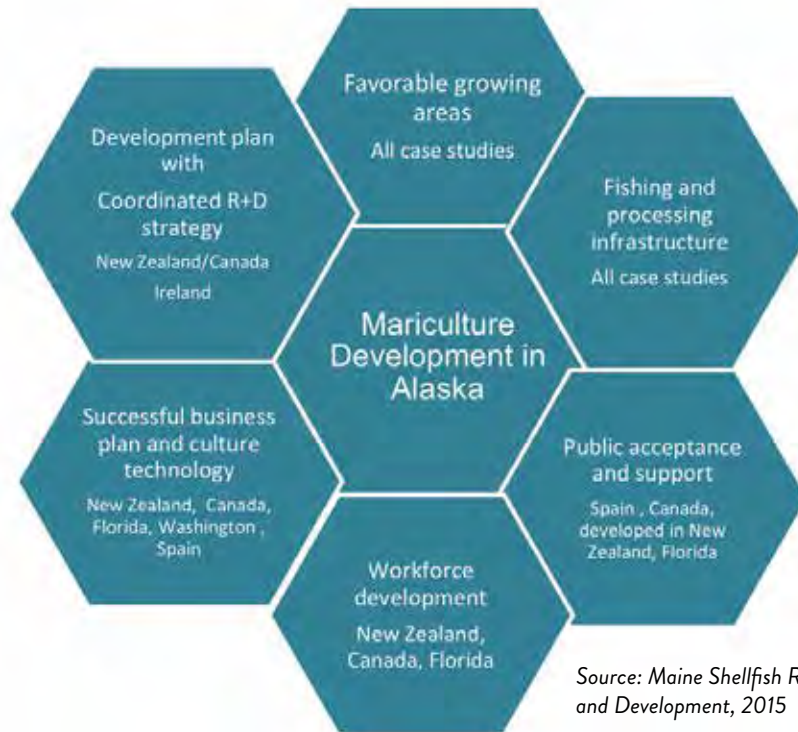 Favorable growing
areas
All case studies
Development plan
with
Coordinated R+D
strategy
New Zealand/Canada
Ireland
Fishing and
processing
infrastructure
All case studies
Mariculture
Development in
Alaska
Successful business
plan and culture
technology
New Zealand, Canada,
Florida, Washington ,
Spain
Public acceptance
and support
Spain , Canada,
developed in New
Zealand, Florida
Workforce
development
New Zealand,
Canada, Florida
Source: Maine Shellfish R
and Development, 2015